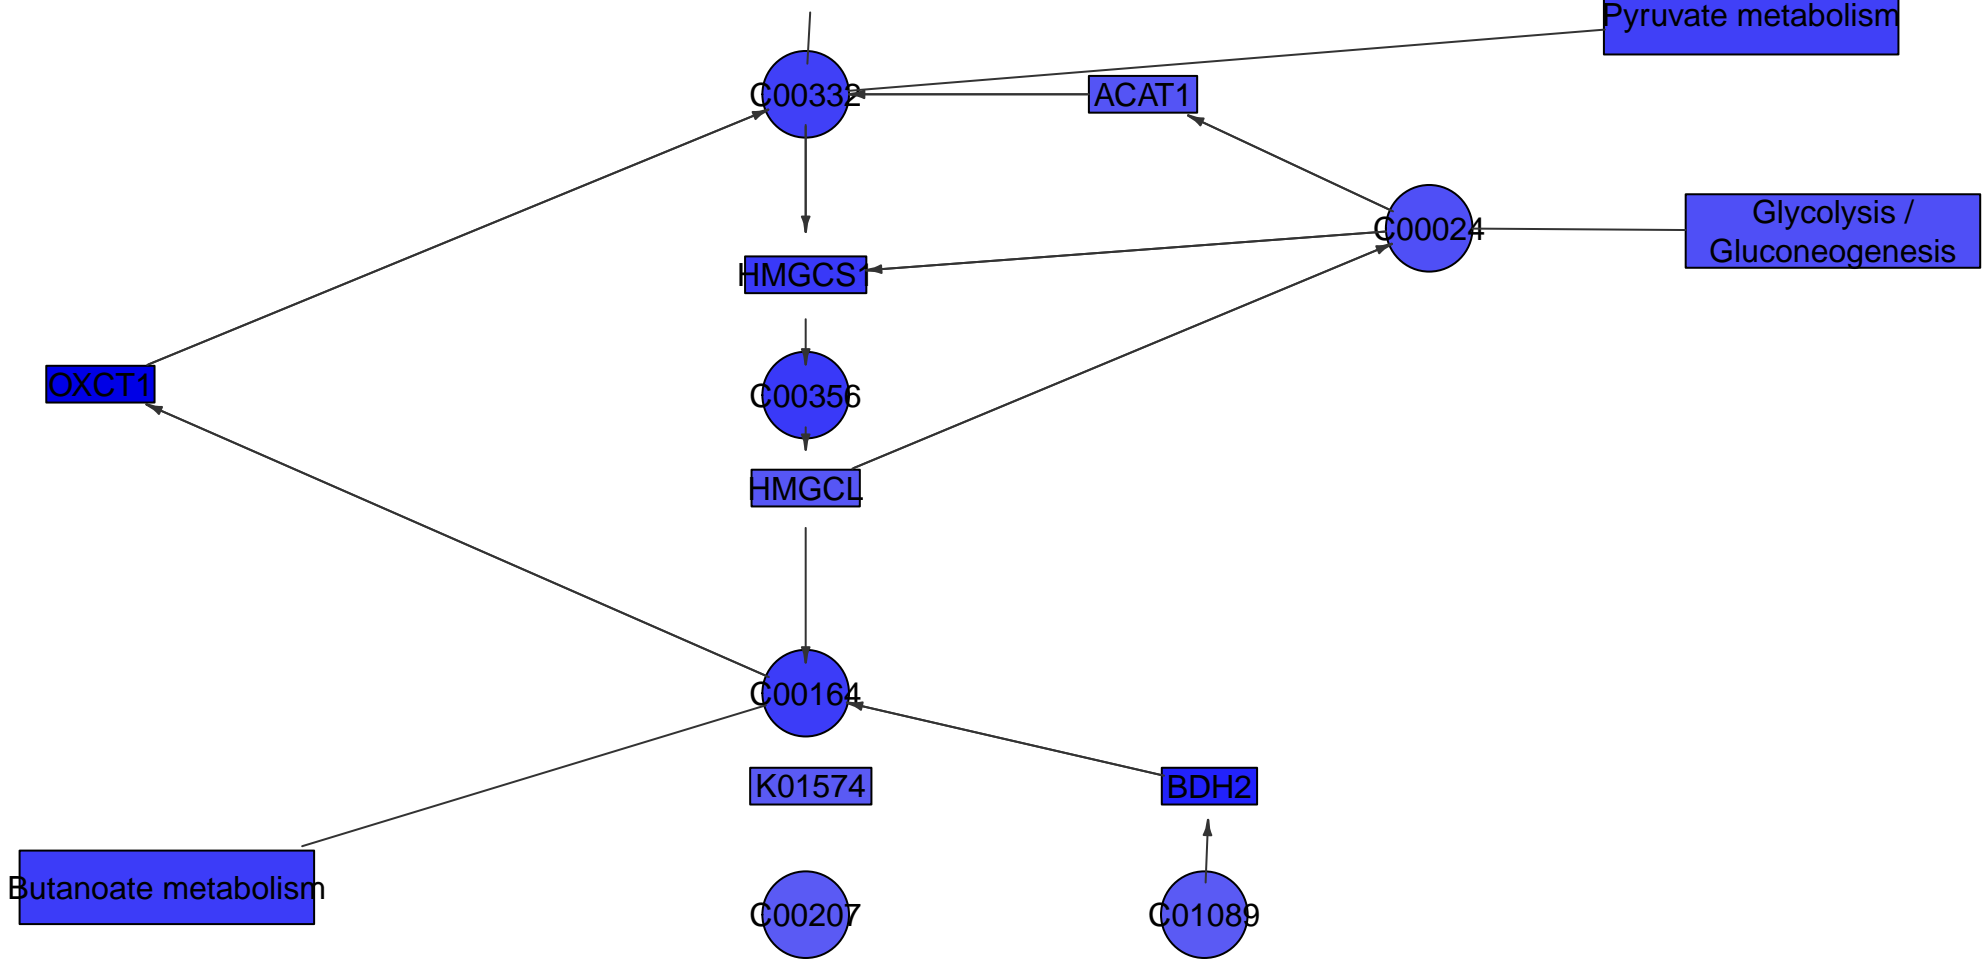 Pyruvate metabolism
C00332
ACAT1
Glycolysis /
Gluconeogenesis
C00024
HMGCS1
OXCT1
C00356
HMGCL
C00164
K01574
BDH2
Butanoate metabolism
C00207
C01089